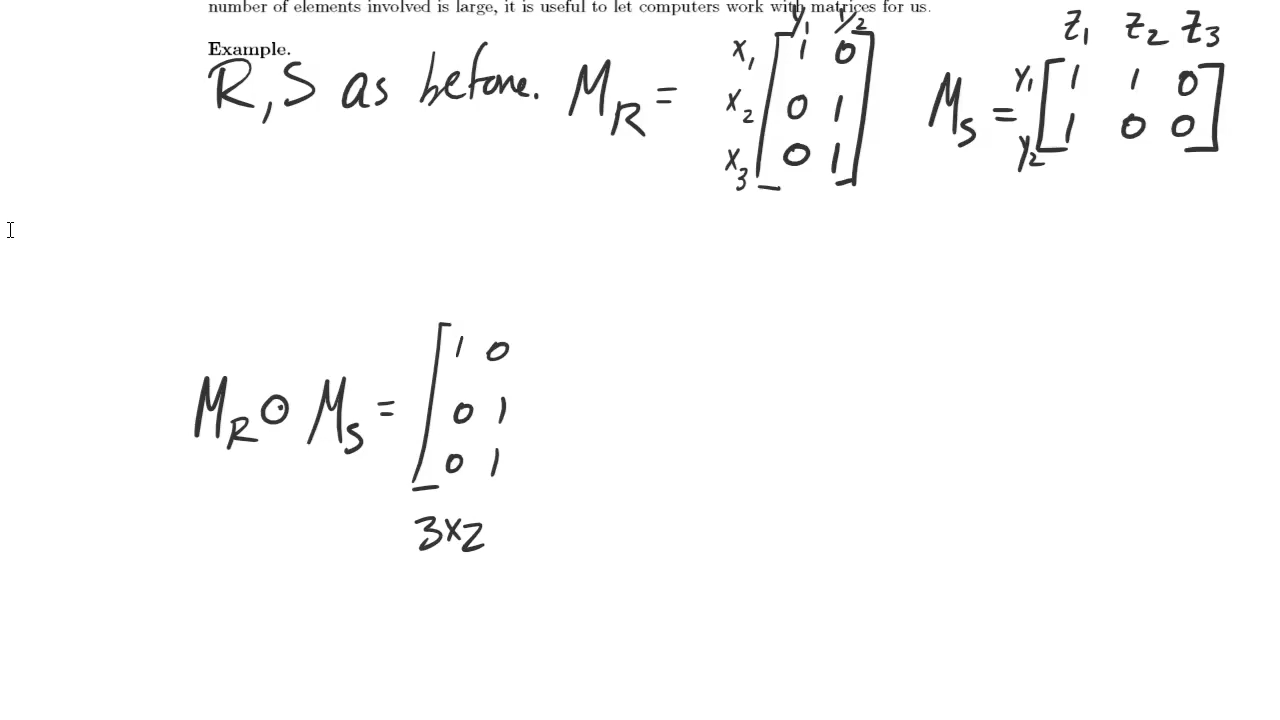 number of elements involved is large, it is useful to let computers work with matrices for us.
Example.
R, S as before. M_R = 
y1 y2
x1 [ 1 0
x2 0 1
x3 0 1 ]
M_S =
z1 z2 z3
y1 [ 1 1 0
y2 1 0 0 ]
M_R ⊙ M_S = [ 1 0
0 1
0 1
3x2